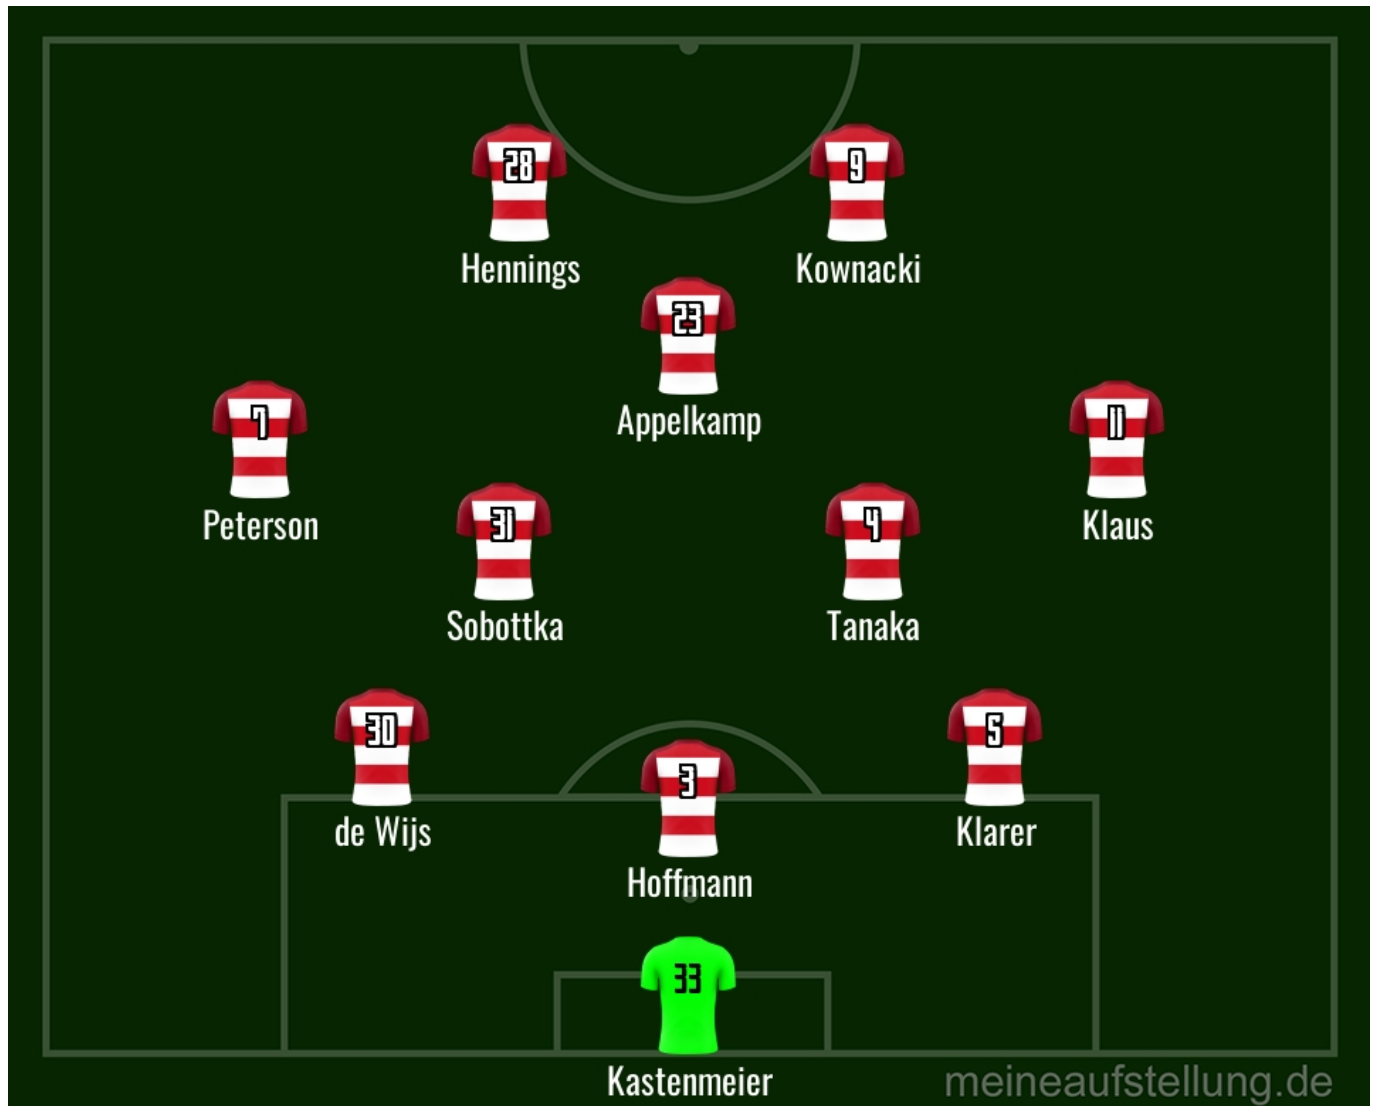 28
9
Hennings
Kownacki
23
Appelkamp
7
11
Peterson
Klaus
31
4
Sobottka
Tanaka
30
5
de Wijs
Klarer
3
Hoffmann
33
Kastenmeier
meineaufstellung.de